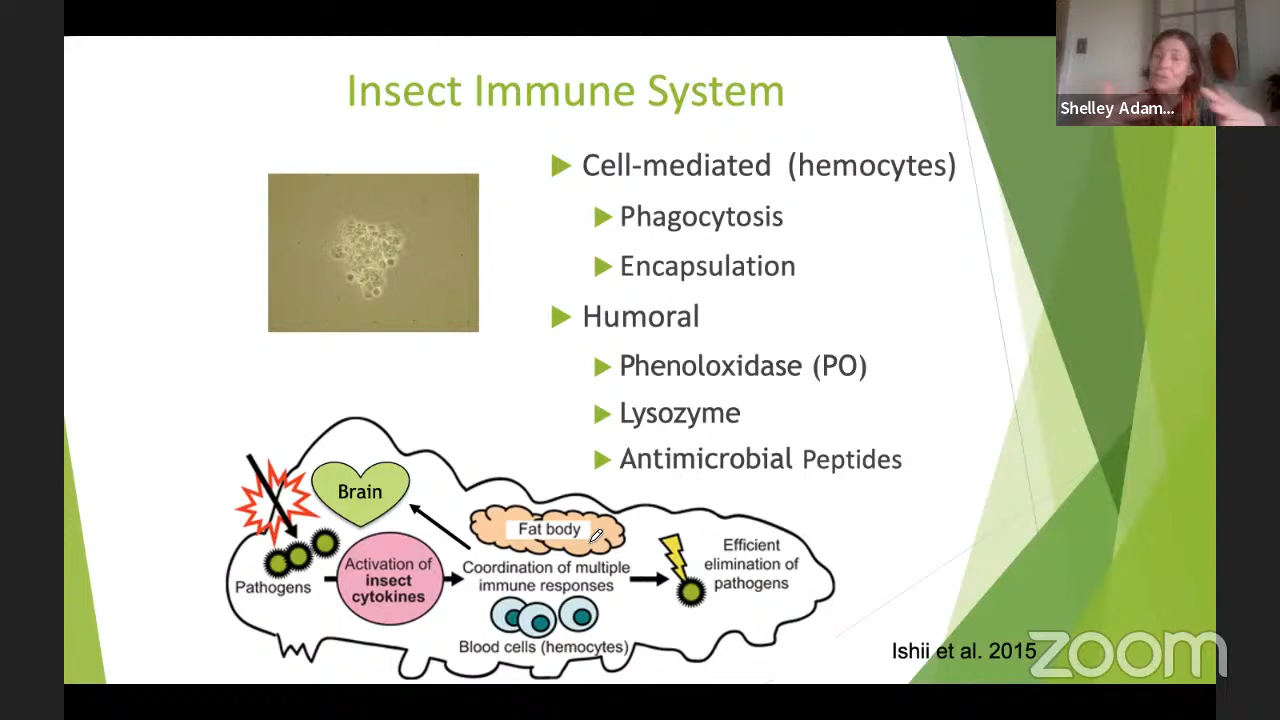 Insect Immune System
Shelley Adam...
Cell-mediated (hemocytes)
Phagocytosis
Encapsulation
Humoral
Phenoloxidase (PO)
Lysozyme
Antimicrobial Peptides
Brain
Fat body
Pathogens
Activation of
insect
cytokines
Coordination of multiple
immune responses
Blood cells (hemocytes)
Efficient
elimination of
pathogens
Ishii et al. 2015
zoom